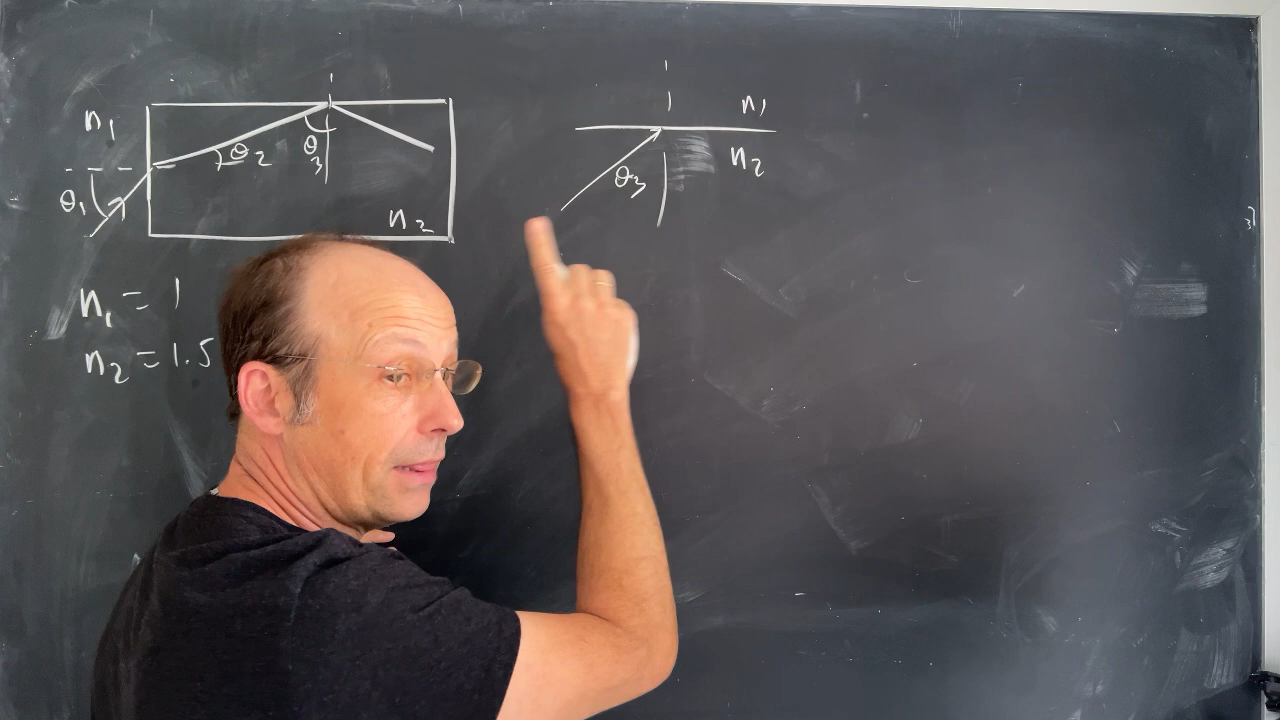 n₁
θ₂
θ₃
θ₁
n₂
n₁ = 1
n₂ = 1.5
n₁
n₂
θ₃